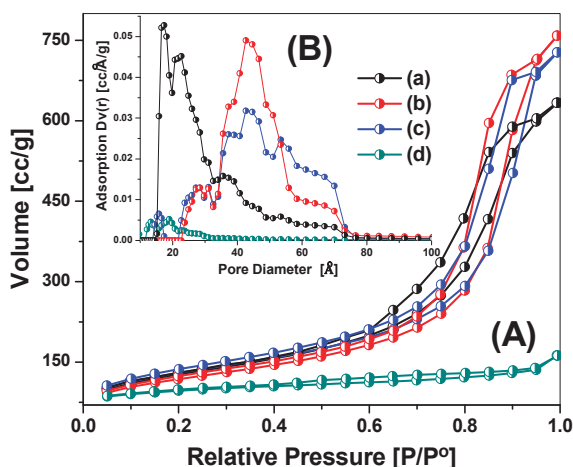 750
600
450
300
150
Volume [cc/g]
0.0 0.2 0.4 0.6 0.8 1.0
Relative Pressure [P/P⁰]
(A)
(B)
0.05
0.04
0.03
0.02
0.01
0.00
Adsorption Dv(r) [cc/Å/g]
20 40 60 80 100
Pore Diameter [Å]
(a)
(b)
(c)
(d)